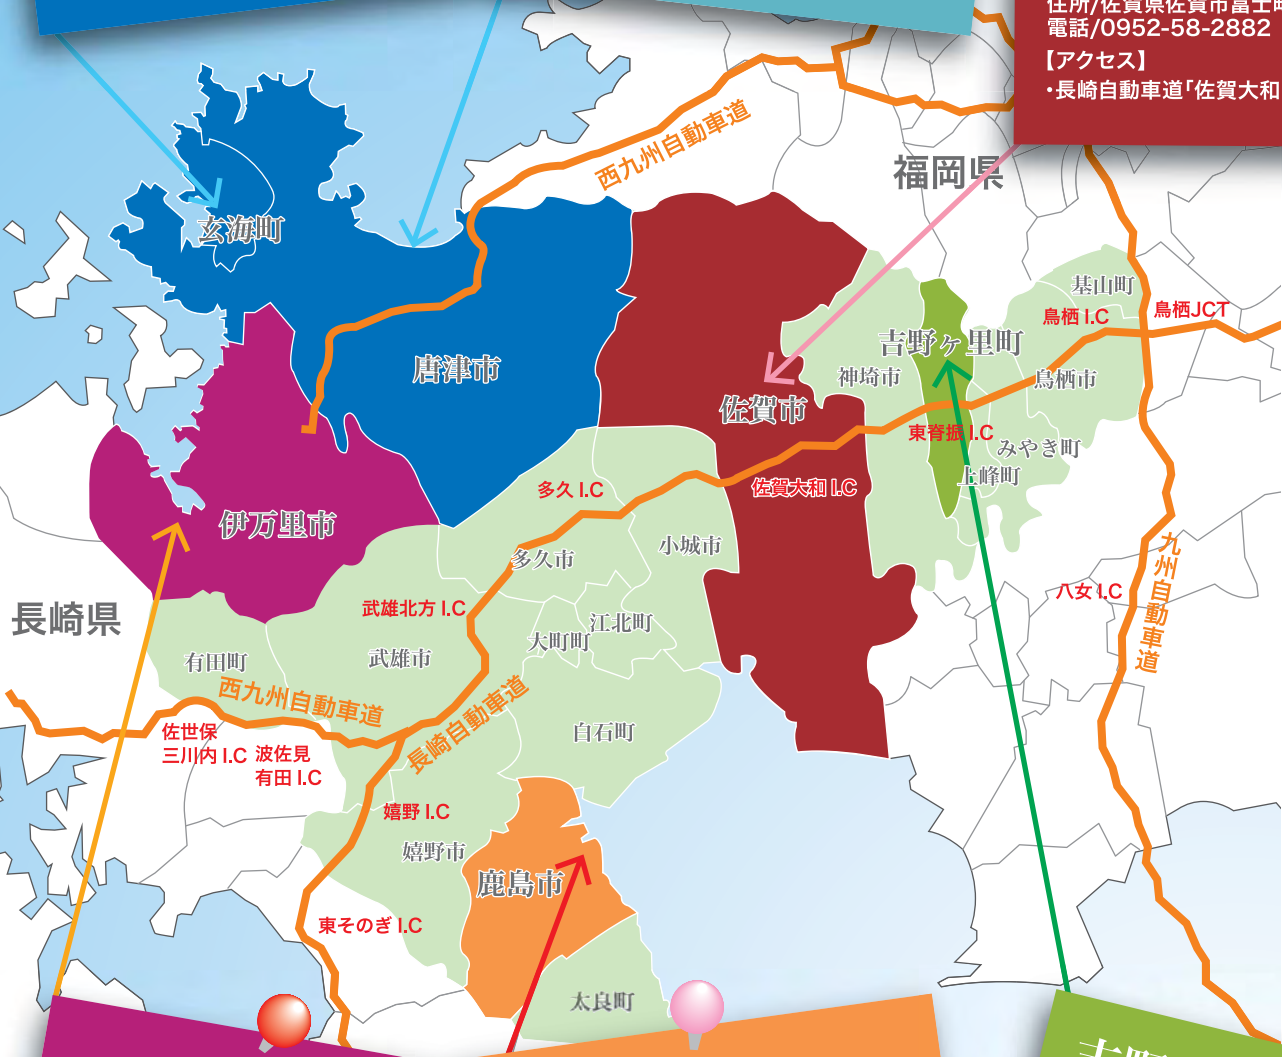 住所/佐賀県佐賀市富士町
電話/0952-58-2882
【アクセス】
・長崎自動車道「佐賀大和
福岡県
西九州自動車道
玄海町
基山町
鳥栖 I.C
鳥栖JCT
吉野ヶ里町
唐津市
神埼市
鳥栖市
佐賀市
東脊振 I.C
みやき町
上峰町
佐賀大和 I.C
多久 I.C
伊万里市
小城市
多久市
九州自動車道
八女 I.C
長崎県
武雄北方 I.C
江北町
大町町
有田町
武雄市
西九州自動車道
長崎自動車道
白石町
佐世保
三川内 I.C
波佐見
有田 I.C
嬉野 I.C
嬉野市
鹿島市
東そのぎ I.C
太良町